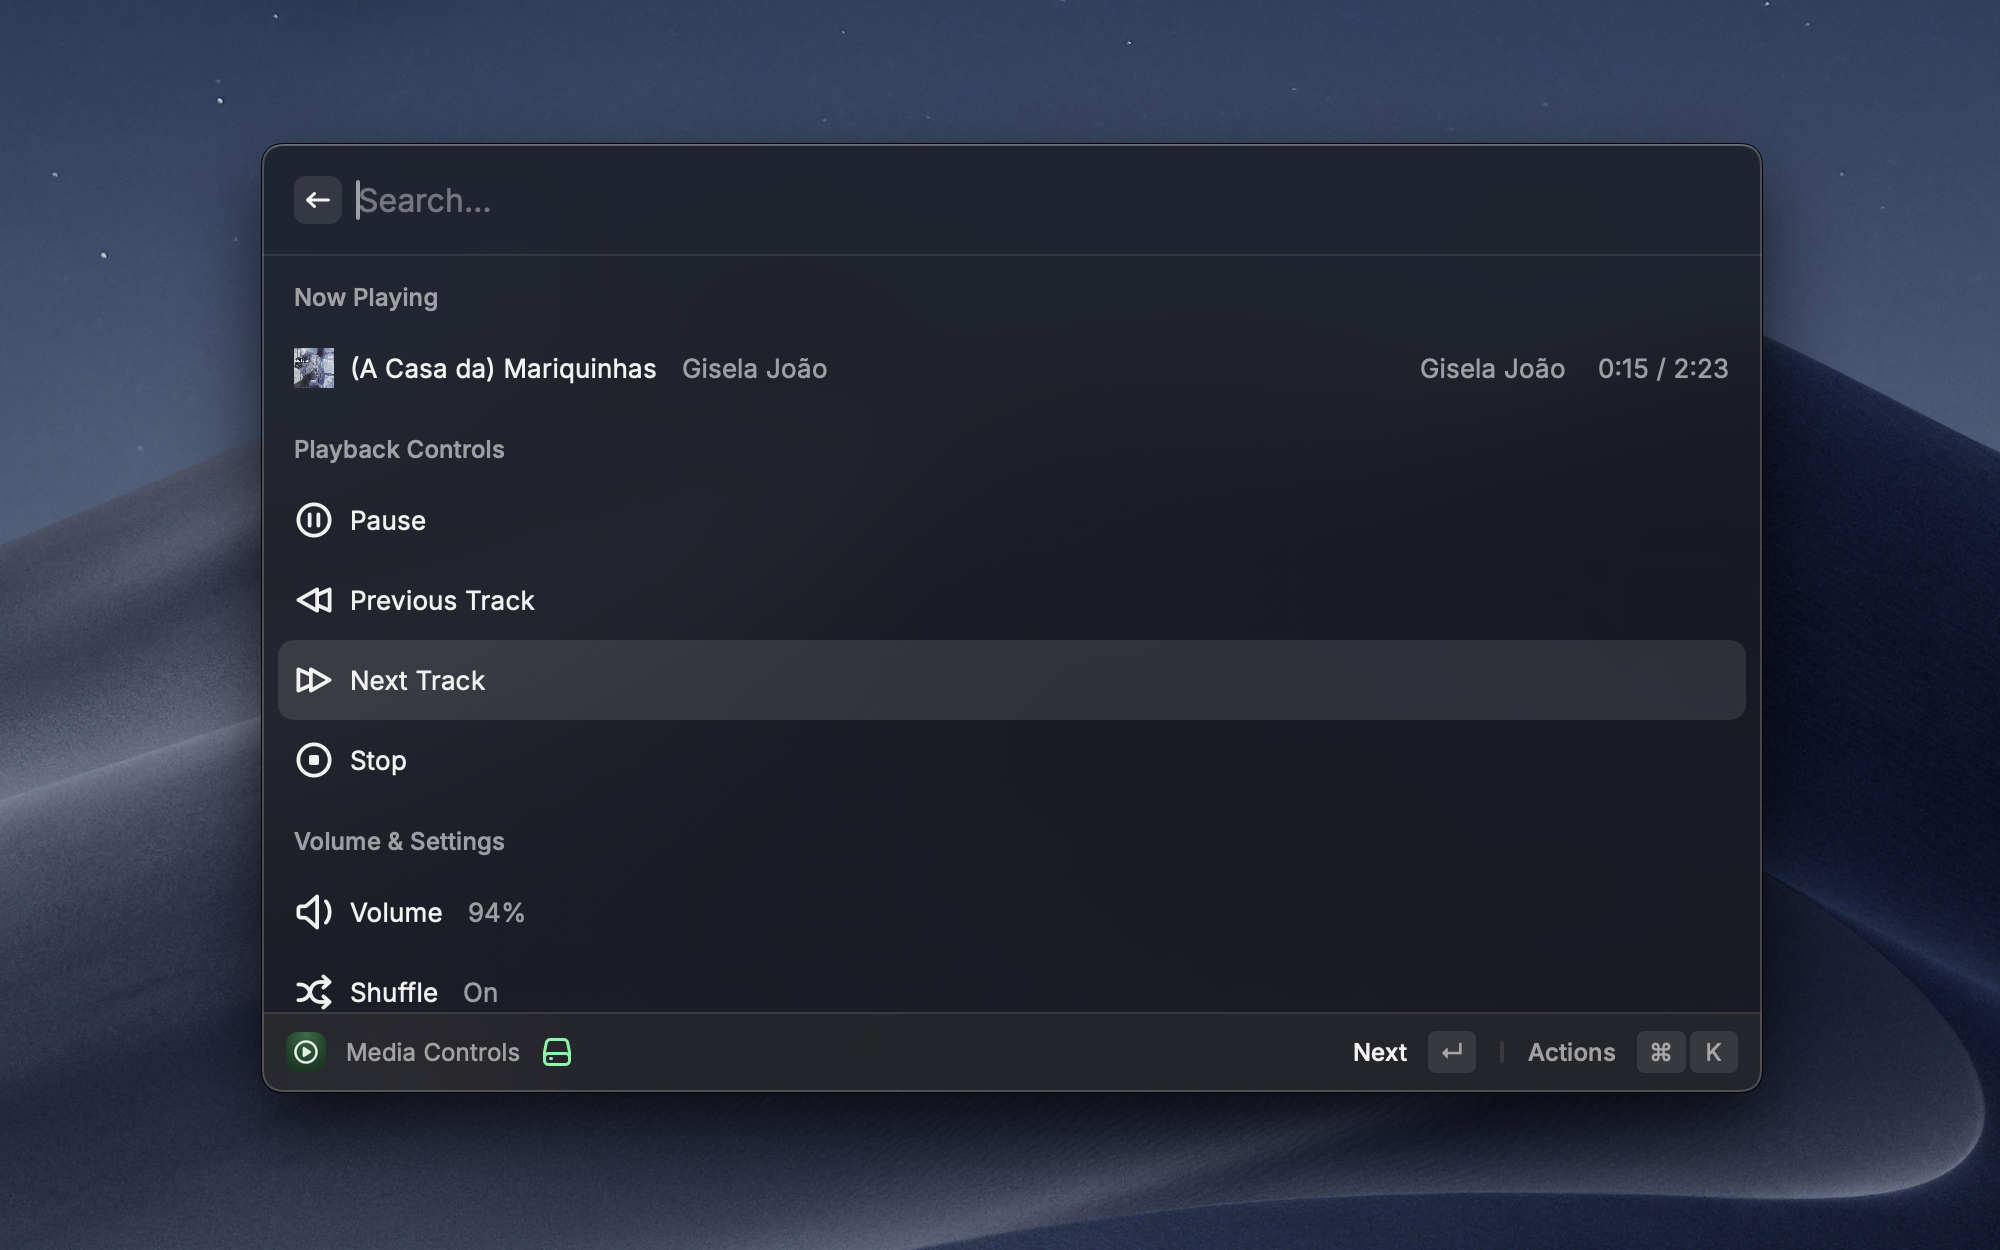 Search...
Now Playing
(A Casa da) Mariquinhas Gisela João Gisela João 0:15 / 2:23
Playback Controls
Pause
Previous Track
Next Track
Stop
Volume & Settings
Volume 94%
Shuffle On
Media Controls Next ↵ Actions ⌘ K